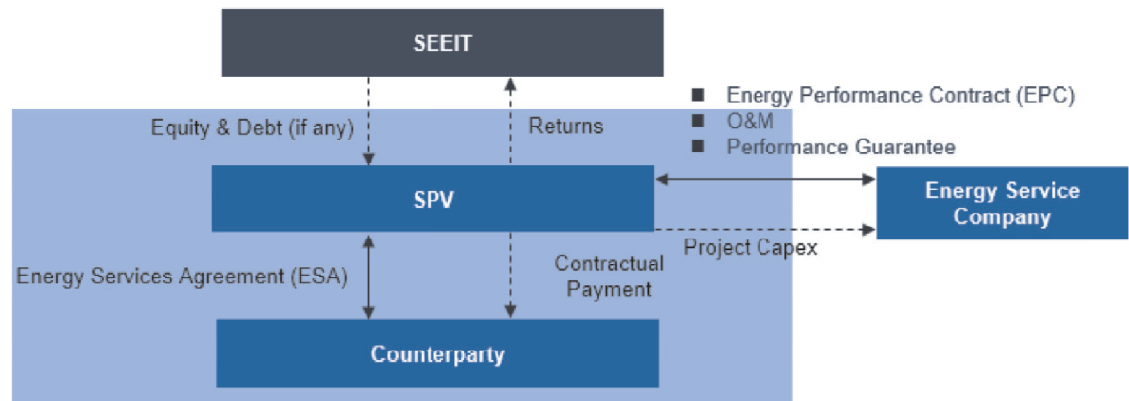 SEEIT
Equity & Debt (if any)
Returns
■ Energy Performance Contract (EPC)
■ O&M
■ Performance Guarantee
SPV
Energy Service
Company
Project Capex
Energy Services Agreement (ESA)
Contractual
Payment
Counterparty